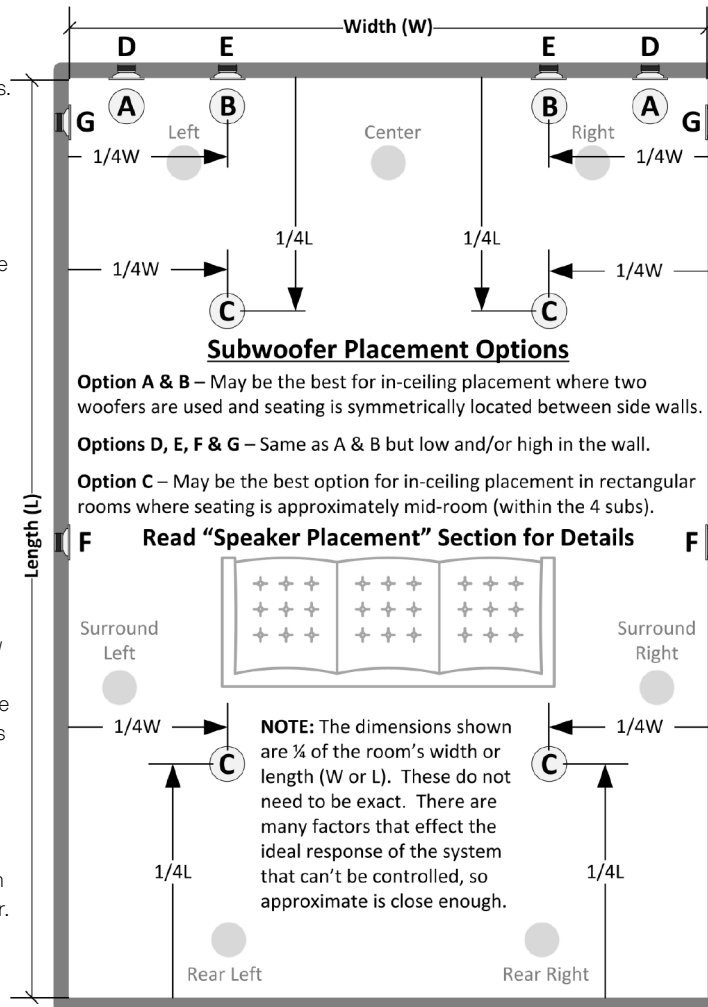 Width (W)
D E E D
s.
G A B B A G
Left Center Right
1/4W 1/4W
1/4L 1/4L
e
1/4W 1/4W
C C
Subwoofer Placement Options
Option A & B – May be the best for in-ceiling placement where two
woofers are used and seating is symmetrically located between side walls.
Options D, E, F & G – Same as A & B but low and/or high in the wall.
Option C – May be the best option for in-ceiling placement in rectangular
rooms where seating is approximately mid-room (within the 4 subs).
Length (L)
F Read “Speaker Placement” Section for Details F
Surround
Left
Surround
Right
e
s
1/4W 1/4W
C C
NOTE: The dimensions shown
are ¼ of the room’s width or
length (W or L). These do not
need to be exact. There are
many factors that effect the
ideal response of the system
that can’t be controlled, so
approximate is close enough.
1/4L 1/4L
r.
Rear Left Rear Right